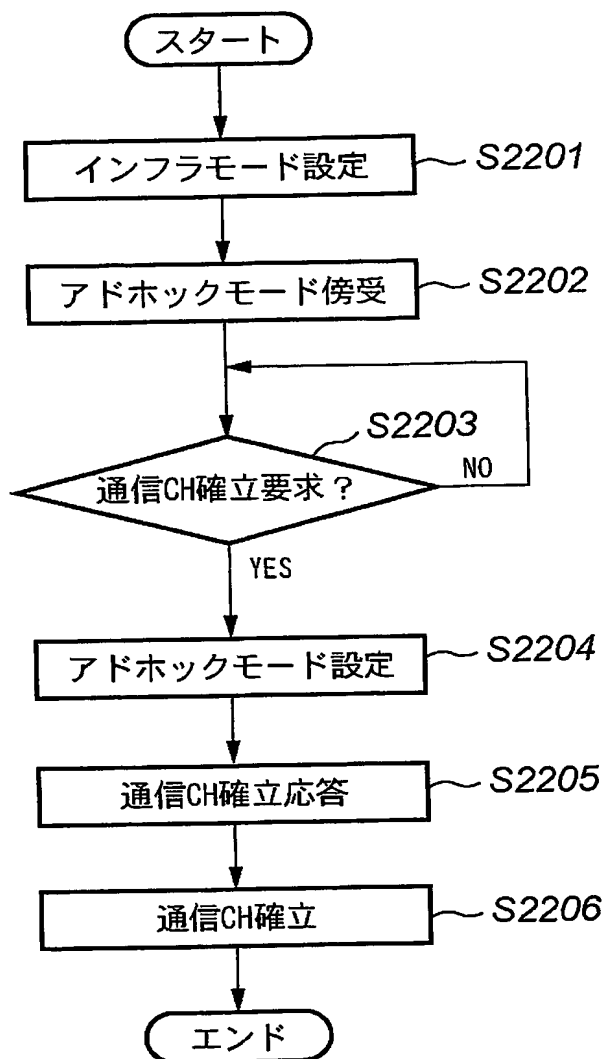 スタート
インフラモード設定
S2201
アドホックモード傍受
S2202
S2203
通信CH確立要求?
NO
YES
アドホックモード設定
S2204
通信CH確立応答
S2205
通信CH確立
S2206
エンド